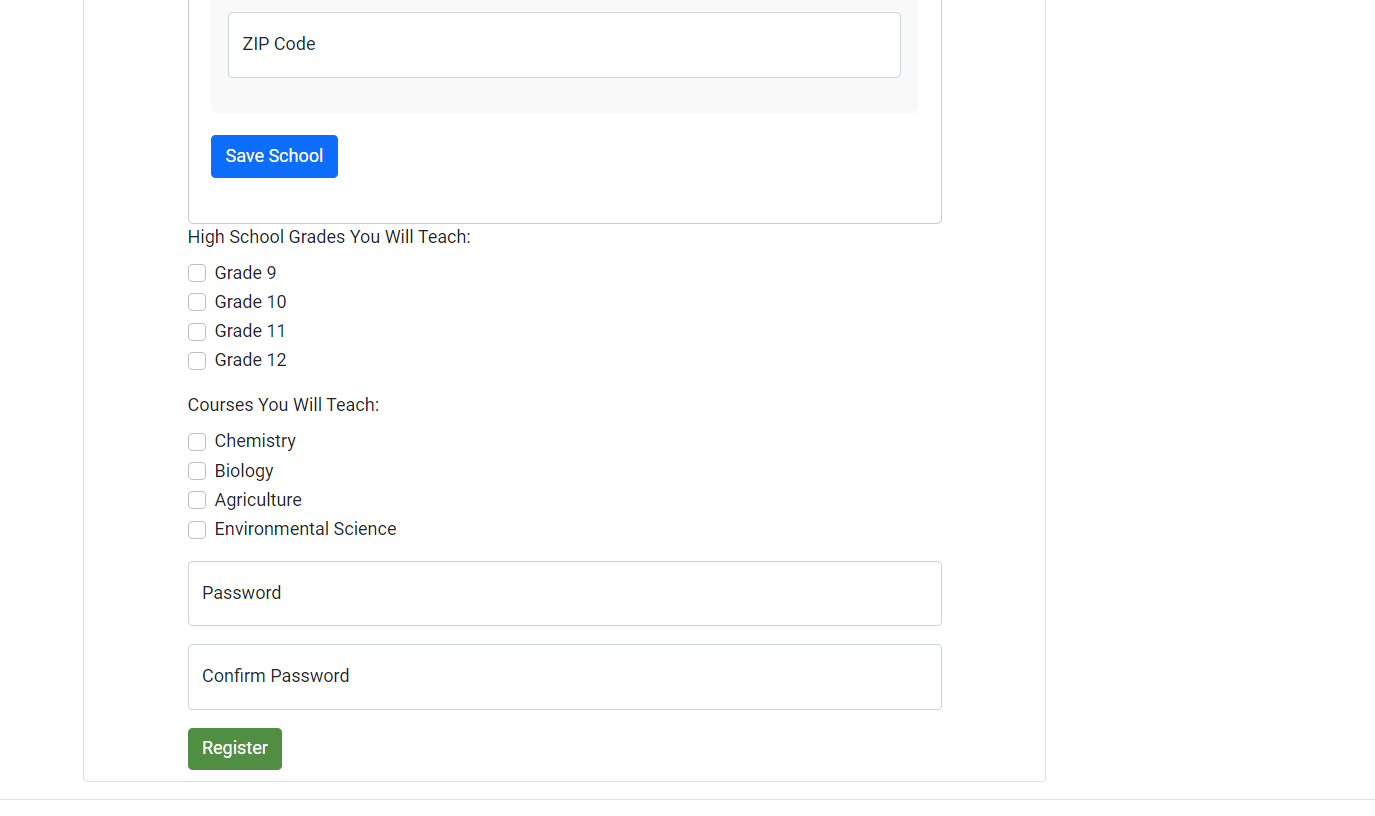 ZIP Code
Save School
High School Grades You Will Teach:
Grade 9
Grade 10
Grade 11
Grade 12
Courses You Will Teach:
Chemistry
Biology
Agriculture
Environmental Science
Password
Confirm Password
Register